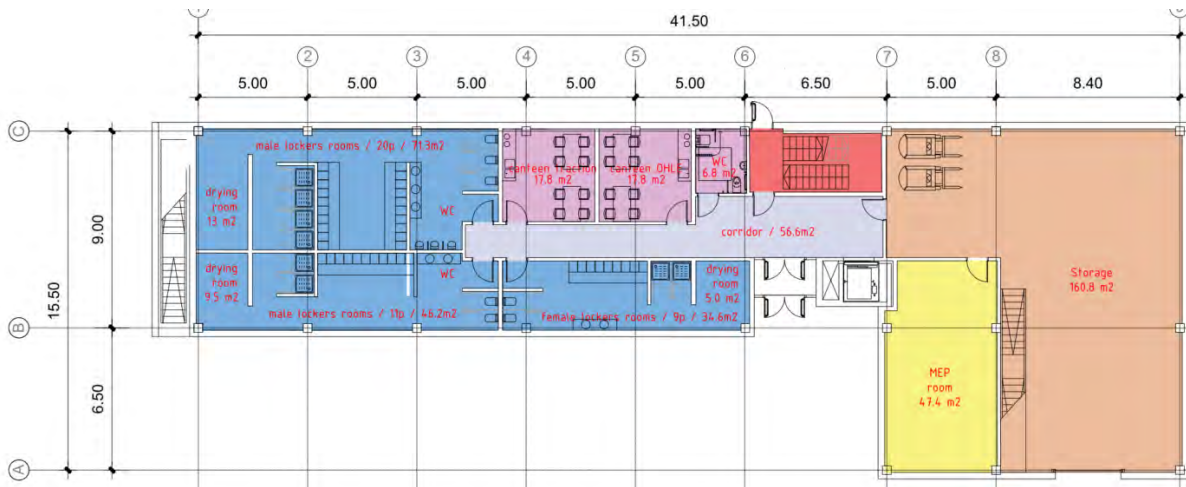 41.50
2
3
4
5
6
7
8
5.00
5.00
5.00
5.00
5.00
6.50
5.00
8.40
C
male lockers rooms / 20p / 71.3m2
canteen traction
17.8 m2
canteen OHLE
17.8 m2
WC
6.8 m2
drying
room
13 m2
WC
9.00
corridor / 56.6m2
drying
room
9.5 m2
WC
drying
room
5.0 m2
Storage
160.8 m2
15.50
male lockers rooms / 11p / 46.2m2
female lockers rooms / 9p / 34.6m2
B
MEP
room
47.4 m2
6.50
A